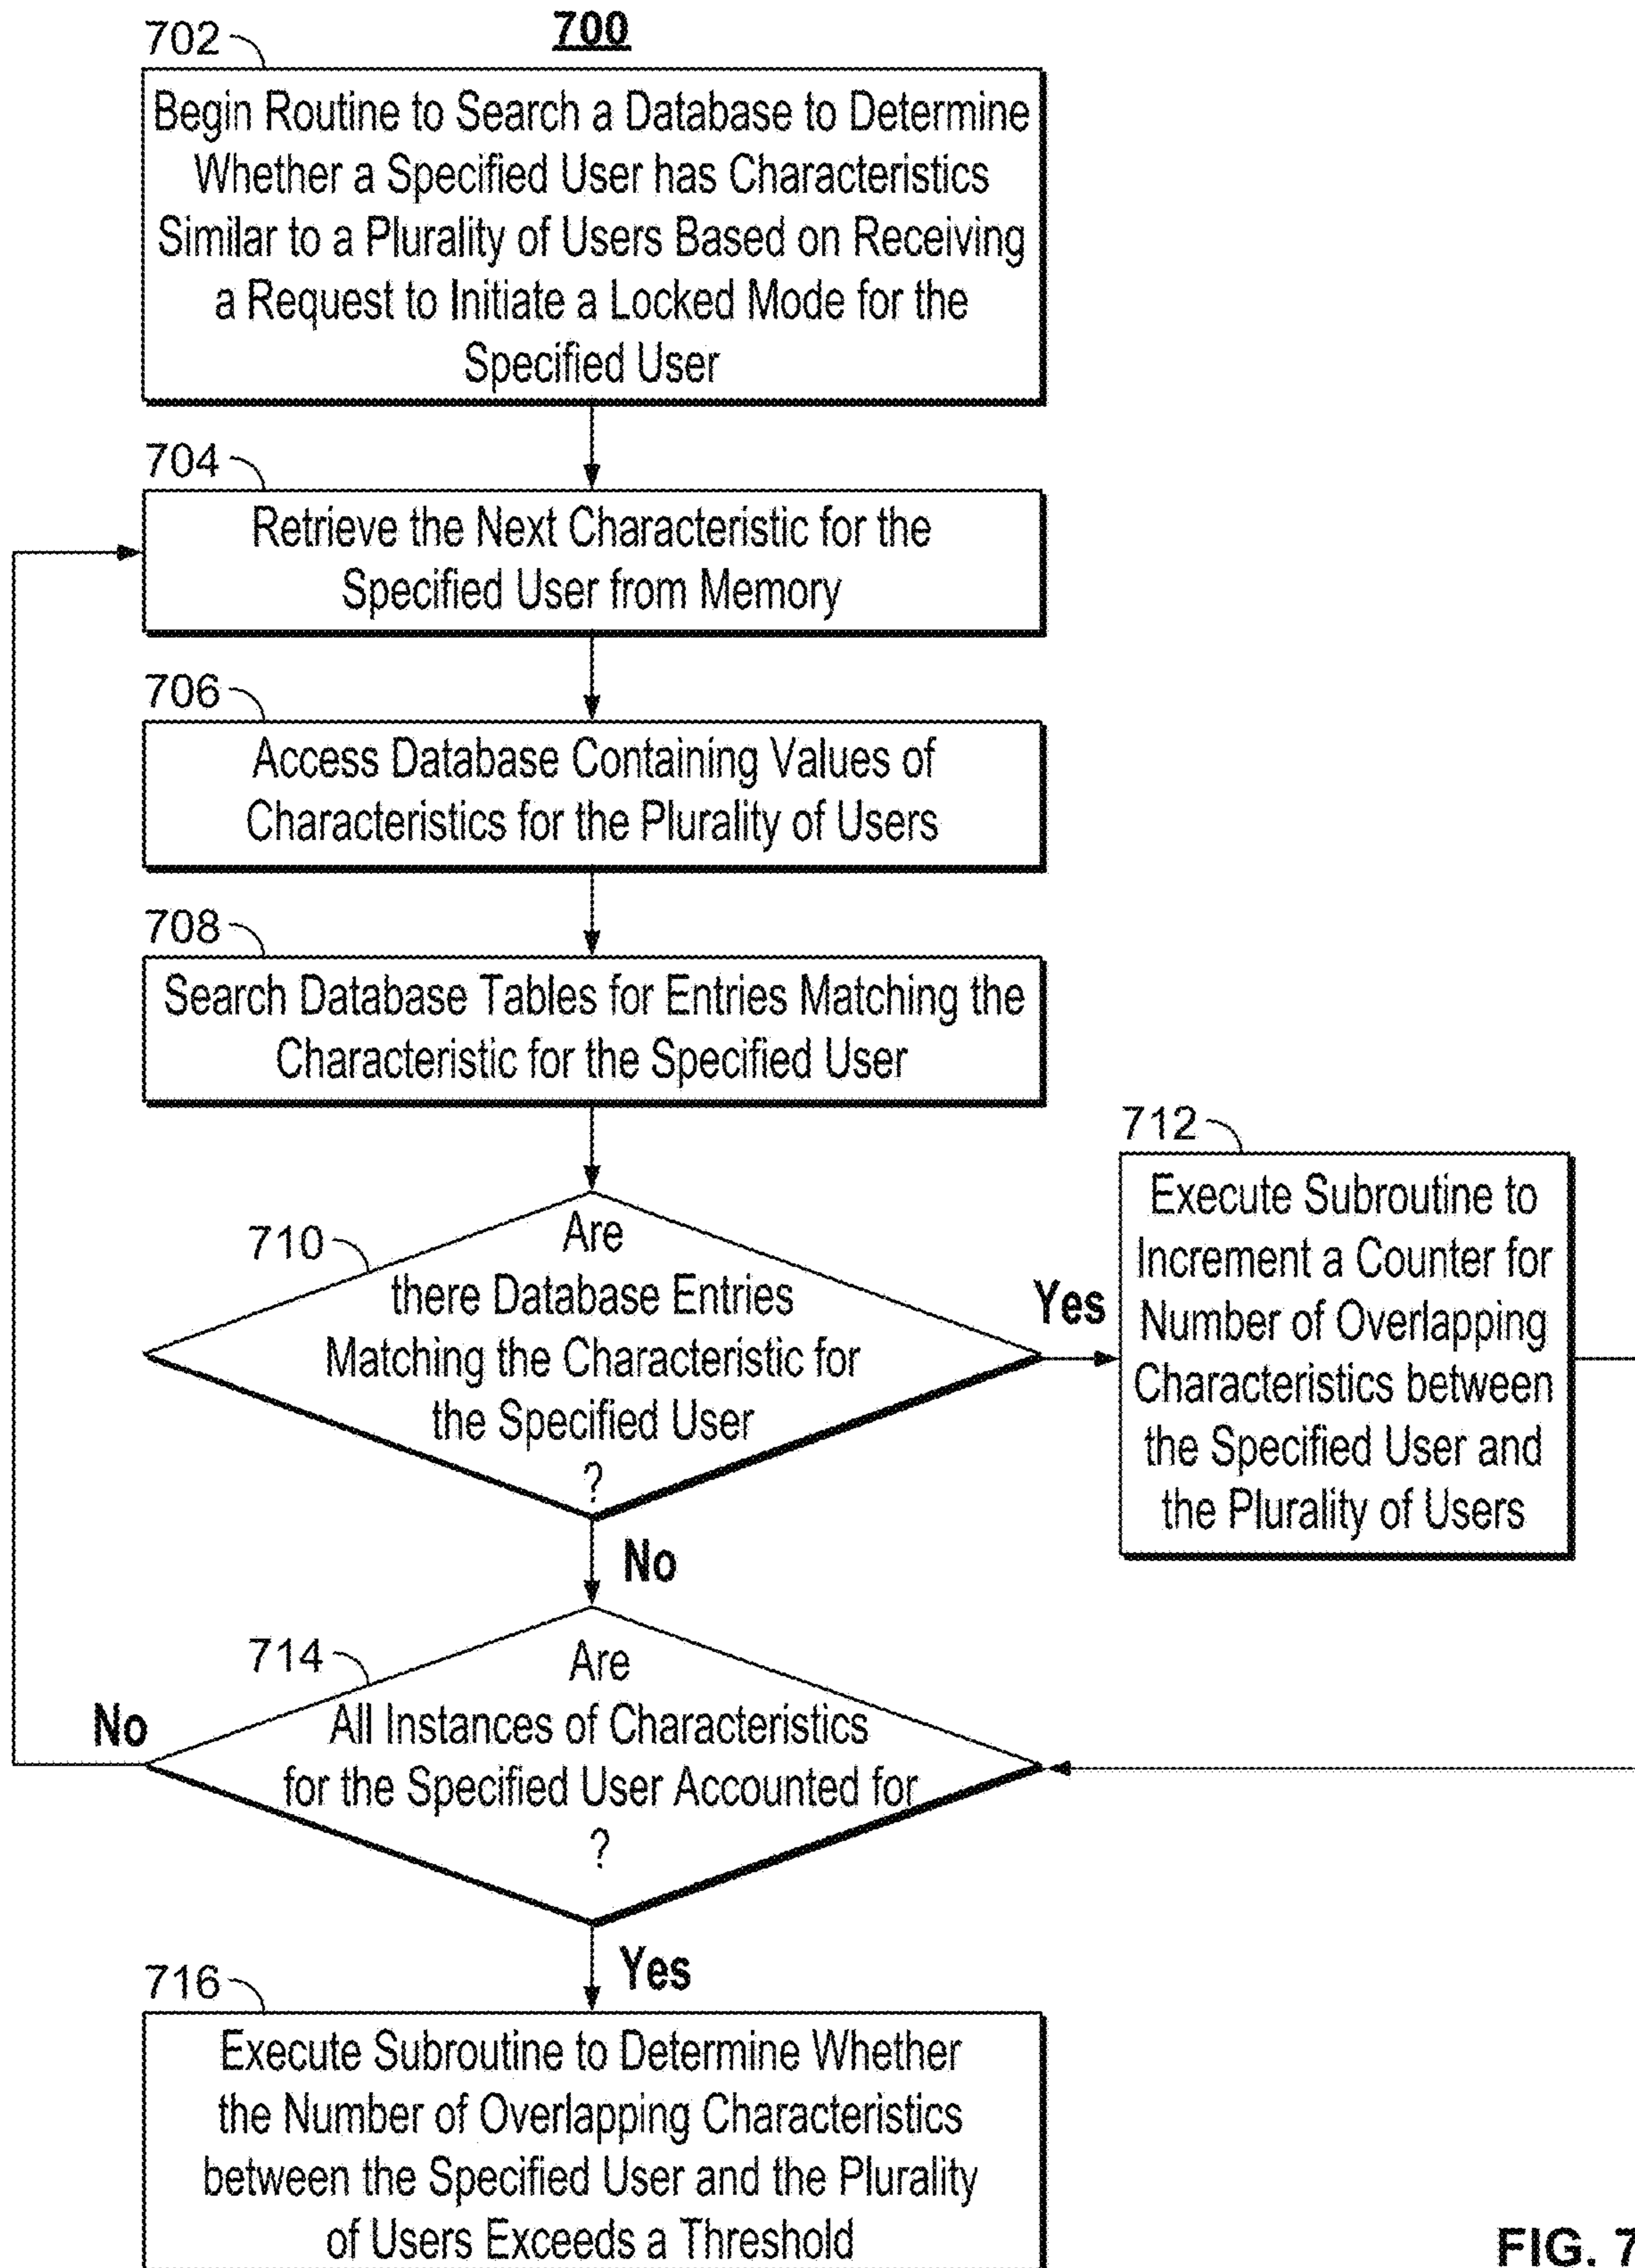 700
702
Begin Routine to Search a Database to Determine
Whether a Specified User has Characteristics
Similar to a Plurality of Users Based on Receiving
a Request to Initiate a Locked Mode for the
Specified User
704
Retrieve the Next Characteristic for the
Specified User from Memory
706
Access Database Containing Values of
Characteristics for the Plurality of Users
708
Search Database Tables for Entries Matching the
Characteristic for the Specified User
710
Are
there Database Entries
Matching the Characteristic for
the Specified User
?
Yes
712
Execute Subroutine to
Increment a Counter for
Number of Overlapping
Characteristics between
the Specified User and
the Plurality of Users
No
714
Are
All Instances of Characteristics
for the Specified User Accounted for
?
No
Yes
716
Execute Subroutine to Determine Whether
the Number of Overlapping Characteristics
between the Specified User and the Plurality
of Users Exceeds a Threshold
FIG. 7